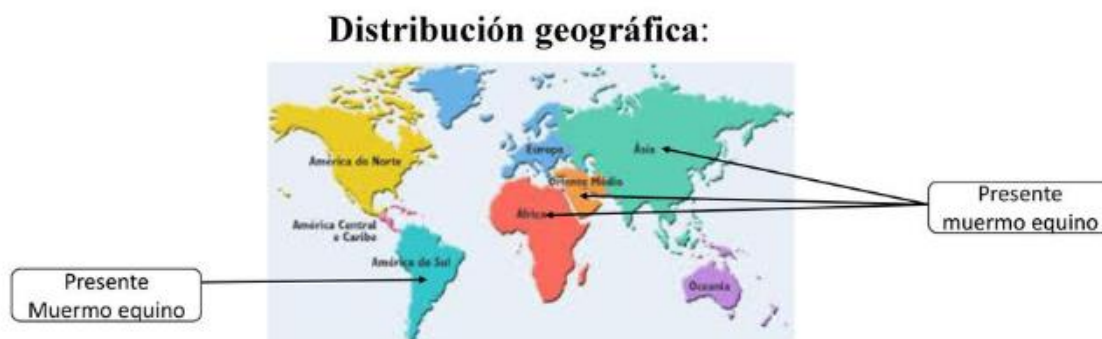 Distribución geográfica:
América do Norte
Europa
Ásia
Oriente Médio
África
América Central
e Caribe
América do Sul
Oceania
Presente
muermo equino
Presente
Muermo equino